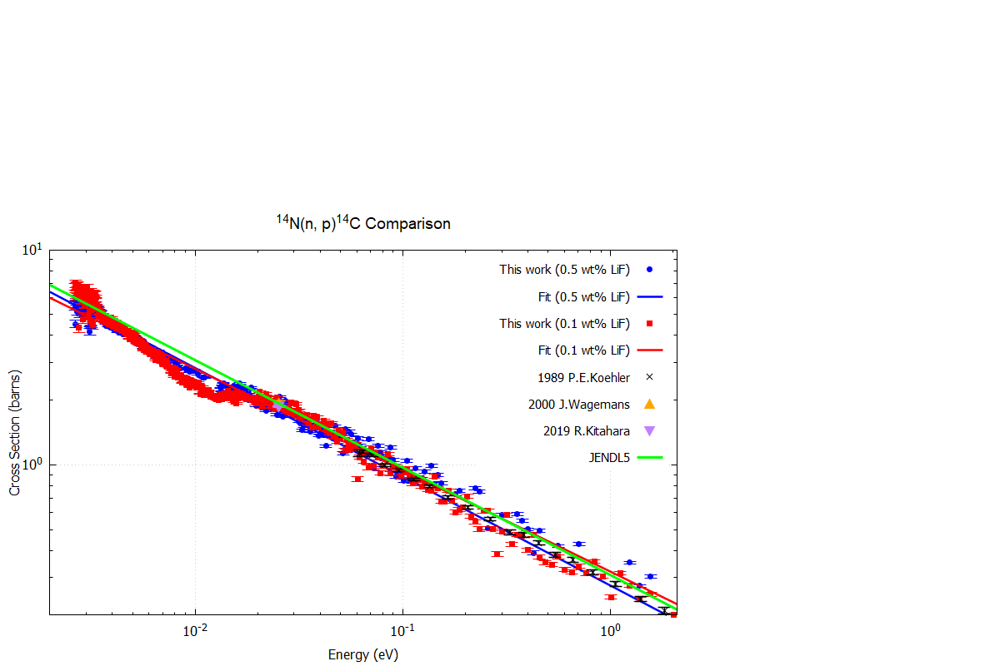 ¹⁴N(n, p)¹⁴C Comparison
10¹
This work (0.5 wt% LiF)
Fit (0.5 wt% LiF)
This work (0.1 wt% LiF)
Fit (0.1 wt% LiF)
1989 P.E.Koehler
2000 J.Wagemans
2019 R.Kitahara
JENDL5
Cross Section (barns)
10⁰
10⁻²
10⁻¹
10⁰
Energy (eV)